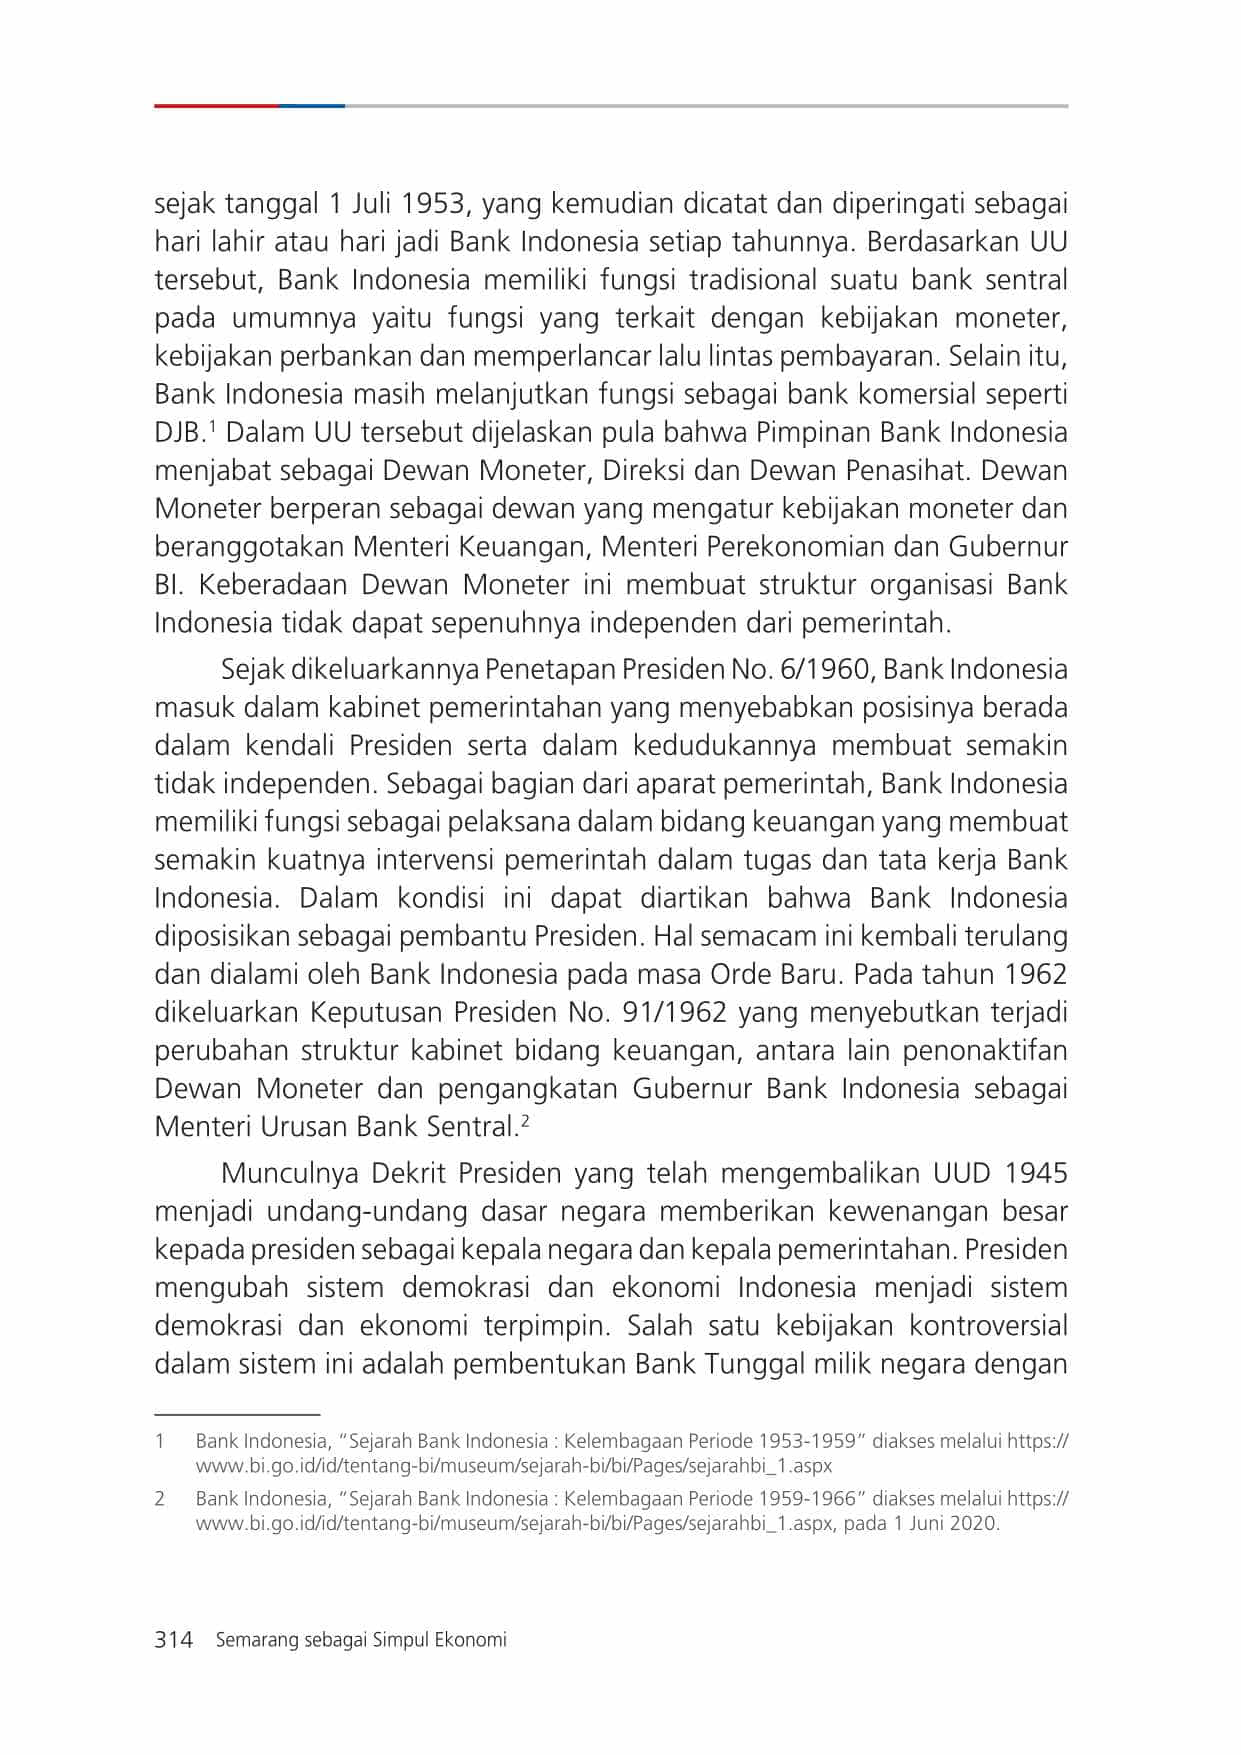 sejak tanggal 1 Juli 1953, yang kemudian dicatat dan diperingati sebagai
hari lahir atau hari jadi Bank Indonesia setiap tahunnya. Berdasarkan UU
tersebut, Bank Indonesia memiliki fungsi tradisional suatu bank sentral
pada umumnya yaitu fungsi yang terkait dengan kebijakan moneter,
kebijakan perbankan dan memperlancar lalu lintas pembayaran. Selain itu,
Bank Indonesia masih melanjutkan fungsi sebagai bank komersial seperti
DJB.¹ Dalam UU tersebut dijelaskan pula bahwa Pimpinan Bank Indonesia
menjabat sebagai Dewan Moneter, Direksi dan Dewan Penasihat. Dewan
Moneter berperan sebagai dewan yang mengatur kebijakan moneter dan
beranggotakan Menteri Keuangan, Menteri Perekonomian dan Gubernur
BI. Keberadaan Dewan Moneter ini membuat struktur organisasi Bank
Indonesia tidak dapat sepenuhnya independen dari pemerintah.
Sejak dikeluarkannya Penetapan Presiden No. 6/1960, Bank Indonesia
masuk dalam kabinet pemerintahan yang menyebabkan posisinya berada
dalam kendali Presiden serta dalam kedudukannya membuat semakin
tidak independen. Sebagai bagian dari aparat pemerintah, Bank Indonesia
memiliki fungsi sebagai pelaksana dalam bidang keuangan yang membuat
semakin kuatnya intervensi pemerintah dalam tugas dan tata kerja Bank
Indonesia. Dalam kondisi ini dapat diartikan bahwa Bank Indonesia
diposisikan sebagai pembantu Presiden. Hal semacam ini kembali terulang
dan dialami oleh Bank Indonesia pada masa Orde Baru. Pada tahun 1962
dikeluarkan Keputusan Presiden No. 91/1962 yang menyebutkan terjadi
perubahan struktur kabinet bidang keuangan, antara lain penonaktifan
Dewan Moneter dan pengangkatan Gubernur Bank Indonesia sebagai
Menteri Urusan Bank Sentral.²
Munculnya Dekrit Presiden yang telah mengembalikan UUD 1945
menjadi undang-undang dasar negara memberikan kewenangan besar
kepada presiden sebagai kepala negara dan kepala pemerintahan. Presiden
mengubah sistem demokrasi dan ekonomi Indonesia menjadi sistem
demokrasi dan ekonomi terpimpin. Salah satu kebijakan kontroversial
dalam sistem ini adalah pembentukan Bank Tunggal milik negara dengan
1 Bank Indonesia, “Sejarah Bank Indonesia : Kelembagaan Periode 1953-1959” diakses melalui https://
www.bi.go.id/id/tentang-bi/museum/sejarah-bi/bi/Pages/sejarahbi_1.aspx
2 Bank Indonesia, “Sejarah Bank Indonesia : Kelembagaan Periode 1959-1966” diakses melalui https://
www.bi.go.id/id/tentang-bi/museum/sejarah-bi/bi/Pages/sejarahbi_1.aspx, pada 1 Juni 2020.
314 Semarang sebagai Simpul Ekonomi